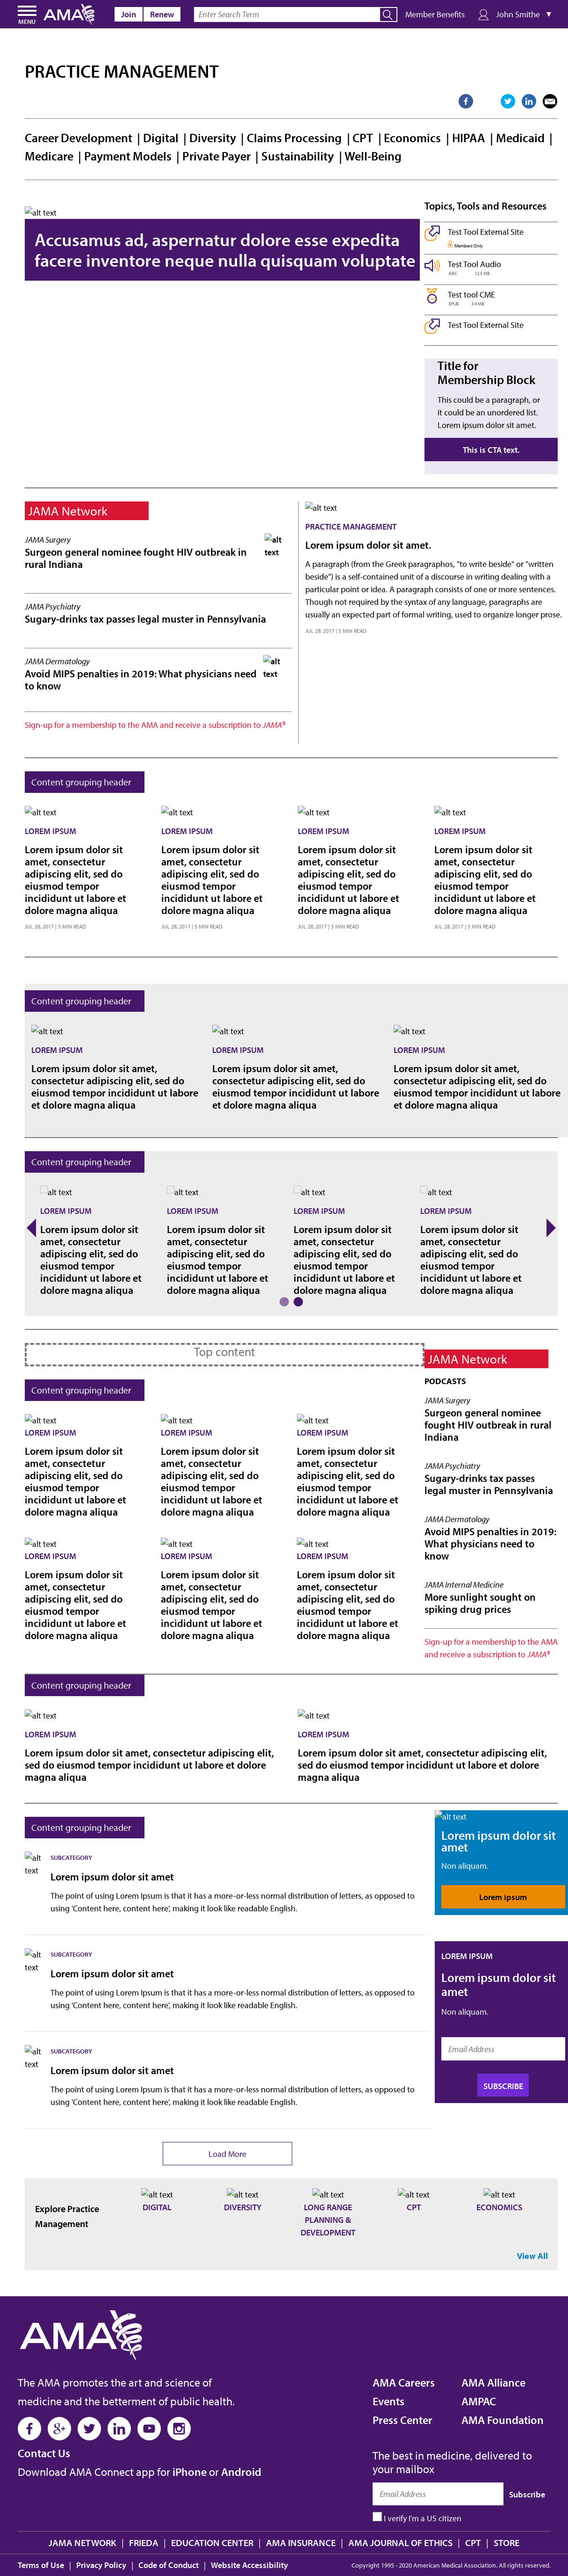 MENU
AMA
Join
Renew
Enter Search Term
Member Benefits
John Smithe ▼
PRACTICE MANAGEMENT
Career Development | Digital | Diversity | Claims Processing | CPT | Economics | HIPAA | Medicaid |
Medicare | Payment Models | Private Payer | Sustainability | Well-Being
alt text
Accusamus ad, aspernatur dolore esse expedita
facere inventore neque nulla quisquam voluptate
Topics, Tools and Resources
Test Tool External Site
Members Only
Test Tool Audio
AAC 12.5 MB
Test tool CME
EPUB 3.4 MB
Test Tool External Site
Title for
Membership Block
This could be a paragraph, or
it could be an unordered list.
Lorem ipsum dolor sit amet.
This is CTA text.
JAMA Network
JAMA Surgery
Surgeon general nominee fought HIV outbreak in
rural Indiana
alt
text
JAMA Psychiatry
Sugary-drinks tax passes legal muster in Pennsylvania
JAMA Dermatology
Avoid MIPS penalties in 2019: What physicians need
to know
alt
text
Sign-up for a membership to the AMA and receive a subscription to JAMA®
alt text
PRACTICE MANAGEMENT
Lorem ipsum dolor sit amet.
A paragraph (from the Greek paragraphos, "to write beside" or "written
beside") is a self-contained unit of a discourse in writing dealing with a
particular point or idea. A paragraph consists of one or more sentences.
Though not required by the syntax of any language, paragraphs are
usually an expected part of formal writing, used to organize longer prose.
JUL 28, 2017 | 5 MIN READ
Content grouping header
alt text
LOREM IPSUM
Lorem ipsum dolor sit
amet, consectetur
adipiscing elit, sed do
eiusmod tempor
incididunt ut labore et
dolore magna aliqua
JUL 28, 2017 | 5 MIN READ
alt text
LOREM IPSUM
Lorem ipsum dolor sit
amet, consectetur
adipiscing elit, sed do
eiusmod tempor
incididunt ut labore et
dolore magna aliqua
JUL 28, 2017 | 5 MIN READ
alt text
LOREM IPSUM
Lorem ipsum dolor sit
amet, consectetur
adipiscing elit, sed do
eiusmod tempor
incididunt ut labore et
dolore magna aliqua
JUL 28, 2017 | 5 MIN READ
alt text
LOREM IPSUM
Lorem ipsum dolor sit
amet, consectetur
adipiscing elit, sed do
eiusmod tempor
incididunt ut labore et
dolore magna aliqua
JUL 28, 2017 | 5 MIN READ
Content grouping header
alt text
LOREM IPSUM
Lorem ipsum dolor sit amet,
consectetur adipiscing elit, sed do
eiusmod tempor incididunt ut labore
et dolore magna aliqua
alt text
LOREM IPSUM
Lorem ipsum dolor sit amet,
consectetur adipiscing elit, sed do
eiusmod tempor incididunt ut labore
et dolore magna aliqua
alt text
LOREM IPSUM
Lorem ipsum dolor sit amet,
consectetur adipiscing elit, sed do
eiusmod tempor incididunt ut labore
et dolore magna aliqua
Content grouping header
alt text
LOREM IPSUM
Lorem ipsum dolor sit
amet, consectetur
adipiscing elit, sed do
eiusmod tempor
incididunt ut labore et
dolore magna aliqua
alt text
LOREM IPSUM
Lorem ipsum dolor sit
amet, consectetur
adipiscing elit, sed do
eiusmod tempor
incididunt ut labore et
dolore magna aliqua
alt text
LOREM IPSUM
Lorem ipsum dolor sit
amet, consectetur
adipiscing elit, sed do
eiusmod tempor
incididunt ut labore et
dolore magna aliqua
alt text
LOREM IPSUM
Lorem ipsum dolor sit
amet, consectetur
adipiscing elit, sed do
eiusmod tempor
incididunt ut labore et
dolore magna aliqua
Top content
Content grouping header
alt text
LOREM IPSUM
Lorem ipsum dolor sit
amet, consectetur
adipiscing elit, sed do
eiusmod tempor
incididunt ut labore et
dolore magna aliqua
alt text
LOREM IPSUM
Lorem ipsum dolor sit
amet, consectetur
adipiscing elit, sed do
eiusmod tempor
incididunt ut labore et
dolore magna aliqua
alt text
LOREM IPSUM
Lorem ipsum dolor sit
amet, consectetur
adipiscing elit, sed do
eiusmod tempor
incididunt ut labore et
dolore magna aliqua
alt text
LOREM IPSUM
Lorem ipsum dolor sit
amet, consectetur
adipiscing elit, sed do
eiusmod tempor
incididunt ut labore et
dolore magna aliqua
alt text
LOREM IPSUM
Lorem ipsum dolor sit
amet, consectetur
adipiscing elit, sed do
eiusmod tempor
incididunt ut labore et
dolore magna aliqua
alt text
LOREM IPSUM
Lorem ipsum dolor sit
amet, consectetur
adipiscing elit, sed do
eiusmod tempor
incididunt ut labore et
dolore magna aliqua
JAMA Network
PODCASTS
JAMA Surgery
Surgeon general nominee
fought HIV outbreak in rural
Indiana
JAMA Psychiatry
Sugary-drinks tax passes
legal muster in Pennsylvania
JAMA Dermatology
Avoid MIPS penalties in 2019:
What physicians need to
know
JAMA Internal Medicine
More sunlight sought on
spiking drug prices
Sign-up for a membership to the AMA
and receive a subscription to JAMA®
Content grouping header
alt text
LOREM IPSUM
Lorem ipsum dolor sit amet, consectetur adipiscing elit,
sed do eiusmod tempor incididunt ut labore et dolore
magna aliqua
alt text
LOREM IPSUM
Lorem ipsum dolor sit amet, consectetur adipiscing elit,
sed do eiusmod tempor incididunt ut labore et dolore
magna aliqua
Content grouping header
alt
text
SUBCATEGORY
Lorem ipsum dolor sit amet
The point of using Lorem Ipsum is that it has a more-or-less normal distribution of letters, as opposed to
using 'Content here, content here', making it look like readable English.
alt
text
SUBCATEGORY
Lorem ipsum dolor sit amet
The point of using Lorem Ipsum is that it has a more-or-less normal distribution of letters, as opposed to
using 'Content here, content here', making it look like readable English.
alt
text
SUBCATEGORY
Lorem ipsum dolor sit amet
The point of using Lorem Ipsum is that it has a more-or-less normal distribution of letters, as opposed to
using 'Content here, content here', making it look like readable English.
Load More
alt text
Lorem ipsum dolor sit
amet
Non aliquam.
Lorem ipsum
LOREM IPSUM
Lorem ipsum dolor sit
amet
Non aliquam.
Email Address
SUBSCRIBE
Explore Practice
Management
alt text
DIGITAL
alt text
DIVERSITY
alt text
LONG RANGE
PLANNING &
DEVELOPMENT
alt text
CPT
alt text
ECONOMICS
View All
AMA
The AMA promotes the art and science of
medicine and the betterment of public health.
Contact Us
Download AMA Connect app for iPhone or Android
AMA Careers
Events
Press Center
AMA Alliance
AMPAC
AMA Foundation
The best in medicine, delivered to
your mailbox
Email Address
Subscribe
I verify I'm a US citizen
JAMA NETWORK | FRIEDA | EDUCATION CENTER | AMA INSURANCE | AMA JOURNAL OF ETHICS | CPT | STORE
Terms of Use | Privacy Policy | Code of Conduct | Website Accessibility
Copyright 1995 - 2020 American Medical Association. All rights reserved.